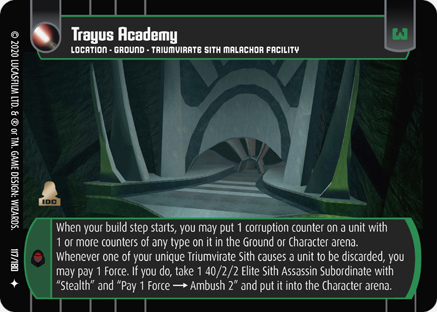 Trayus Academy
LOCATION - GROUND - TRIUMVIRATE SITH MALACHOR FACILITY
When your build step starts, you may put 1 corruption counter on a unit with
1 or more counters of any type on it in the Ground or Character arena.
Whenever one of your unique Triumvirate Sith causes a unit to be discarded, you
may pay 1 Force. If you do, take 1 40/2/2 Elite Sith Assassin Subordinate with
“Stealth” and “Pay 1 Force → Ambush 2” and put it into the Character arena.
© 2020 LUCASFILM LTD. & ® or TM. GAME DESIGN: WIZARDS.